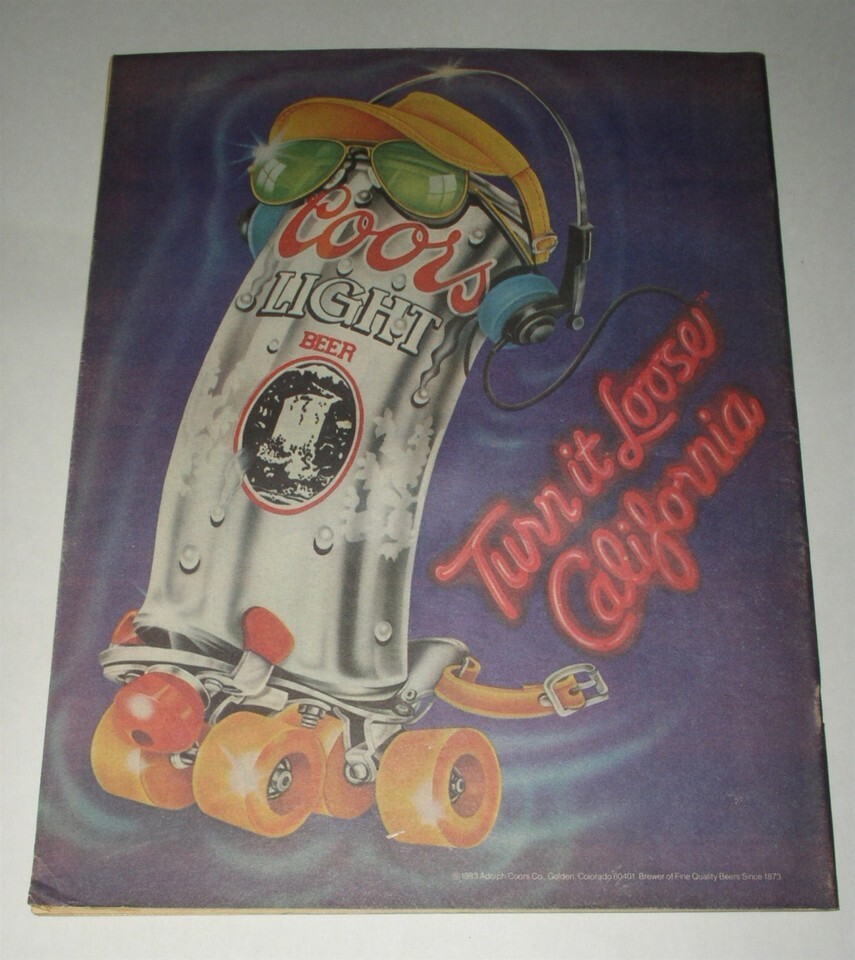 Coors
LIGHT
BEER
Turn it Loose™
California
©1983 Adolph Coors Co., Golden, Colorado 80401 Brewer of Fine Quality Beers Since 1873